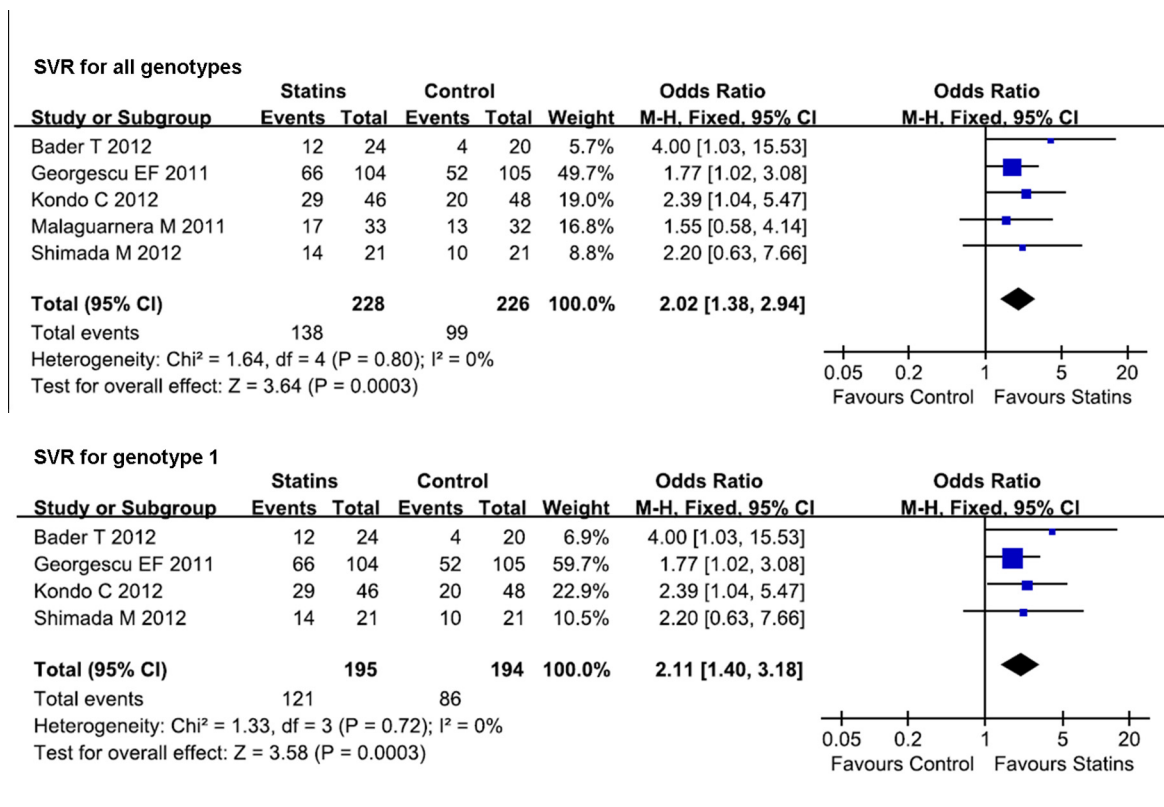 SVR for all genotypes
Statins Control Odds Ratio Odds Ratio
Study or Subgroup Events Total Events Total Weight M-H, Fixed, 95% CI M-H, Fixed, 95% CI
Bader T 2012 12 24 4 20 5.7% 4.00 [1.03, 15.53]
Georgescu EF 2011 66 104 52 105 49.7% 1.77 [1.02, 3.08]
Kondo C 2012 29 46 20 48 19.0% 2.39 [1.04, 5.47]
Malaguarnera M 2011 17 33 13 32 16.8% 1.55 [0.58, 4.14]
Shimada M 2012 14 21 10 21 8.8% 2.20 [0.63, 7.66]
Total (95% CI) 228 226 100.0% 2.02 [1.38, 2.94]
Total events 138 99
Heterogeneity: Chi² = 1.64, df = 4 (P = 0.80); I² = 0%
Test for overall effect: Z = 3.64 (P = 0.0003)
0.05 0.2 1 5 20
Favours Control Favours Statins
SVR for genotype 1
Statins Control Odds Ratio Odds Ratio
Study or Subgroup Events Total Events Total Weight M-H, Fixed, 95% CI M-H, Fixed, 95% CI
Bader T 2012 12 24 4 20 6.9% 4.00 [1.03, 15.53]
Georgescu EF 2011 66 104 52 105 59.7% 1.77 [1.02, 3.08]
Kondo C 2012 29 46 20 48 22.9% 2.39 [1.04, 5.47]
Shimada M 2012 14 21 10 21 10.5% 2.20 [0.63, 7.66]
Total (95% CI) 195 194 100.0% 2.11 [1.40, 3.18]
Total events 121 86
Heterogeneity: Chi² = 1.33, df = 3 (P = 0.72); I² = 0%
Test for overall effect: Z = 3.58 (P = 0.0003)
0.05 0.2 1 5 20
Favours Control Favours Statins